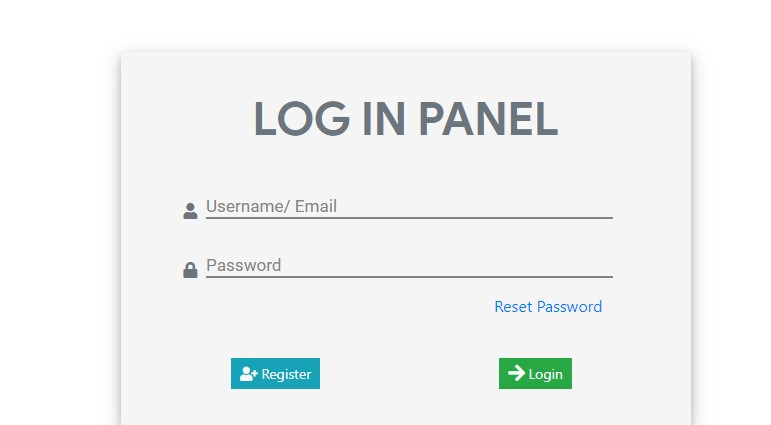 LOG IN PANEL
Username/ Email
Password
Reset Password
Register
Login